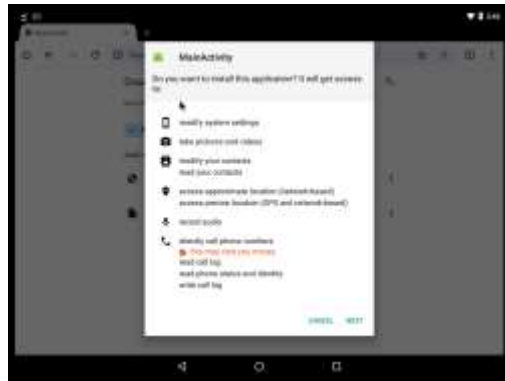 MainActivity
Do you want to install this application? It will get access
to:
modify system settings
take pictures and videos
modify your contacts
read your contacts
access approximate location (network-based)
access precise location (GPS and network-based)
record audio
directly call phone numbers
This may cost you money
read call log
read phone status and identity
write call log
CANCEL NEXT